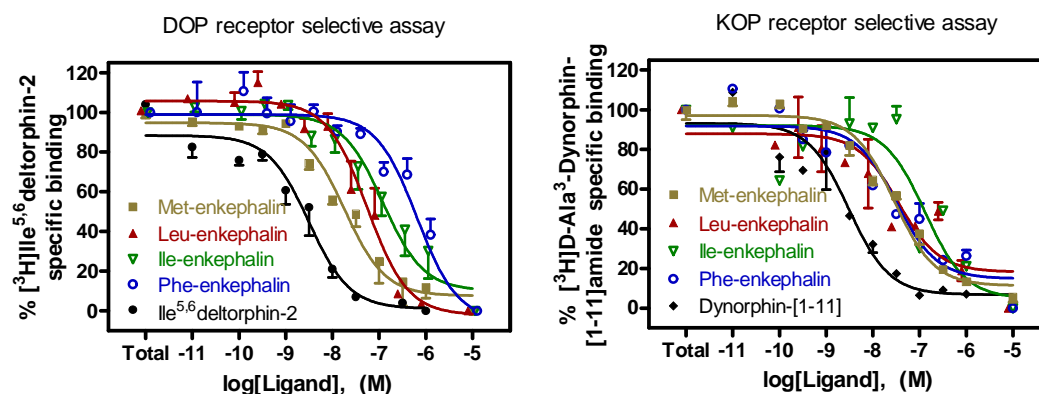 DOP receptor selective assay
% [³H]Ile⁵,⁶deltorphin-2
specific binding
120
100
80
60
40
20
0
Met-enkephalin
Leu-enkephalin
Ile-enkephalin
Phe-enkephalin
Ile⁵,⁶deltorphin-2
Total -11 -10 -9 -8 -7 -6 -5
log[Ligand], (M)
KOP receptor selective assay
% [³H]D-Ala³-Dynorphin-
[1-11]amide specific binding
120
100
80
60
40
20
0
Met-enkephalin
Leu-enkephalin
Ile-enkephalin
Phe-enkephalin
Dynorphin-[1-11]
Total -11 -10 -9 -8 -7 -6 -5
log[Ligand], (M)